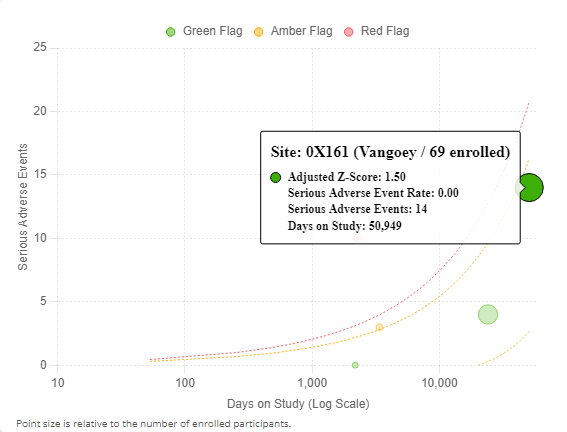 Green Flag Amber Flag Red Flag
25
20
15
10
5
0
Serious Adverse Events
Site: 0X161 (Vangoey / 69 enrolled)
Adjusted Z-Score: 1.50
Serious Adverse Event Rate: 0.00
Serious Adverse Events: 14
Days on Study: 50,949
10 100 1,000 10,000
Days on Study (Log Scale)
Point size is relative to the number of enrolled participants.